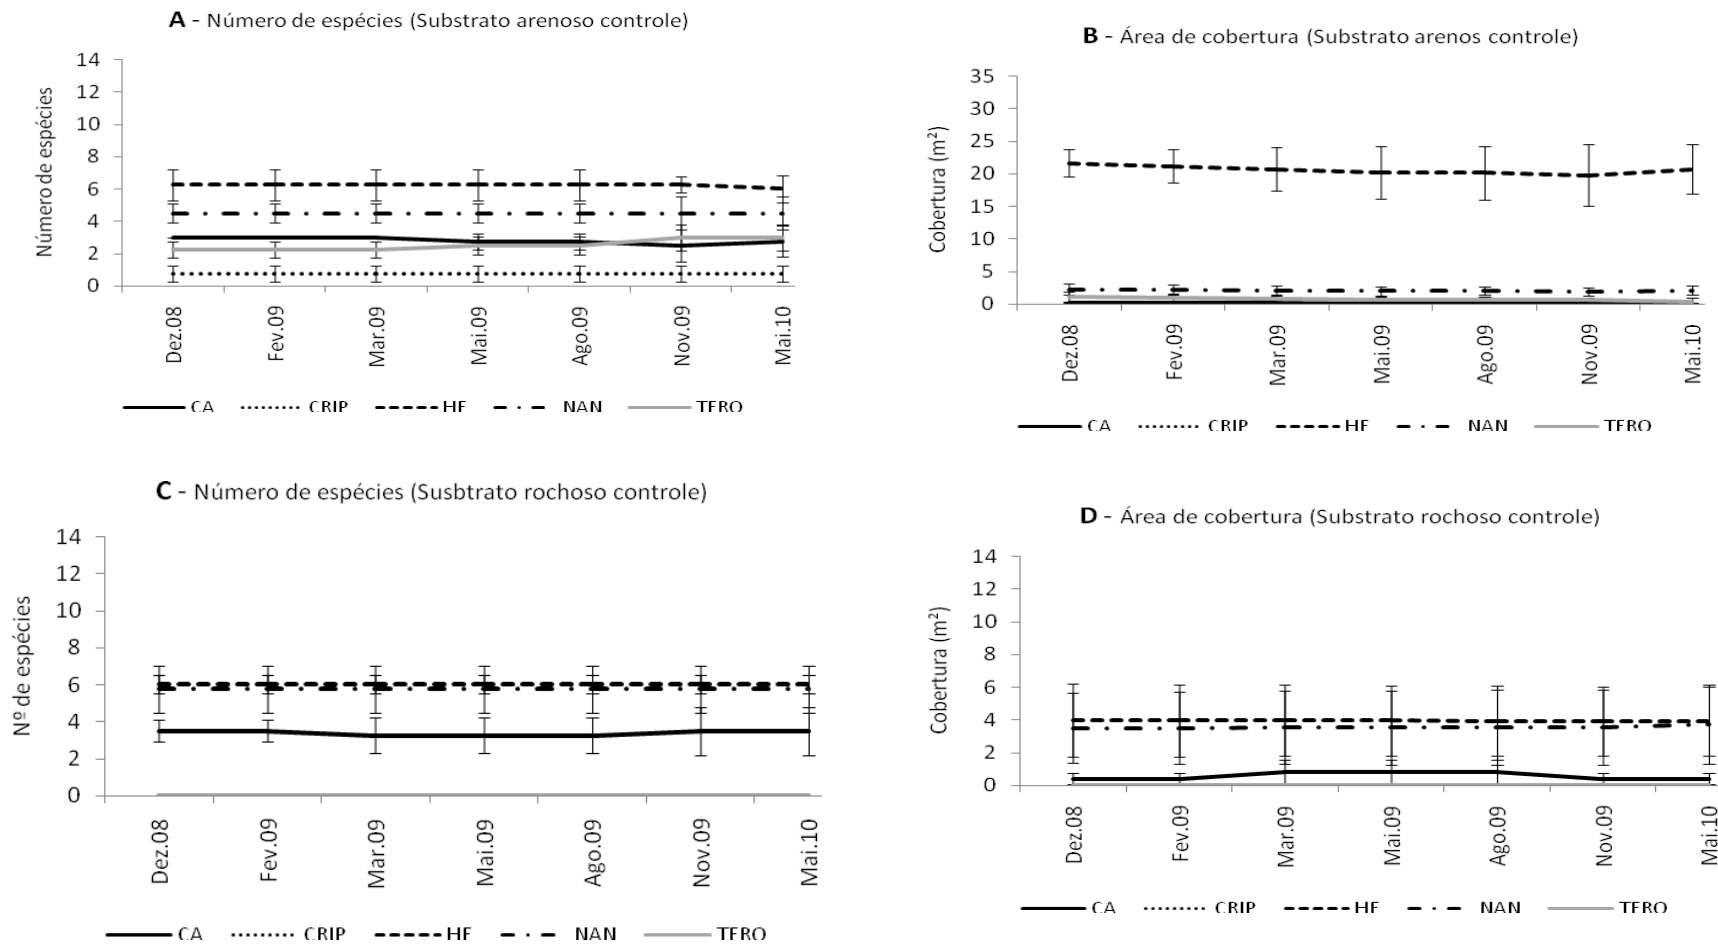 A - Número de espécies (Substrato arenoso controle)
Número de espécies
14
12
10
8
6
4
2
0
Dez.08
Fev.09
Mar.09
Mai.09
Ago.09
Nov.09
Mai.10
CA CRIP HE NAN TERO
B - Área de cobertura (Substrato arenos controle)
Cobertura (m²)
35
30
25
20
15
10
5
0
Dez.08
Fev.09
Mar.09
Mai.09
Ago.09
Nov.09
Mai.10
CA CRIP HE NAN TERO
C - Número de espécies (Susbtrato rochoso controle)
Nº de espécies
14
12
10
8
6
4
2
0
Dez.08
Fev.09
Mar.09
Mai.09
Ago.09
Nov.09
Mai.10
CA CRIP HE NAN TERO
D - Área de cobertura (Substrato rochoso controle)
Cobertura (m²)
14
12
10
8
6
4
2
0
Dez.08
Fev.09
Mar.09
Mai.09
Ago.09
Nov.09
Mai.10
CA CRIP HE NAN TERO